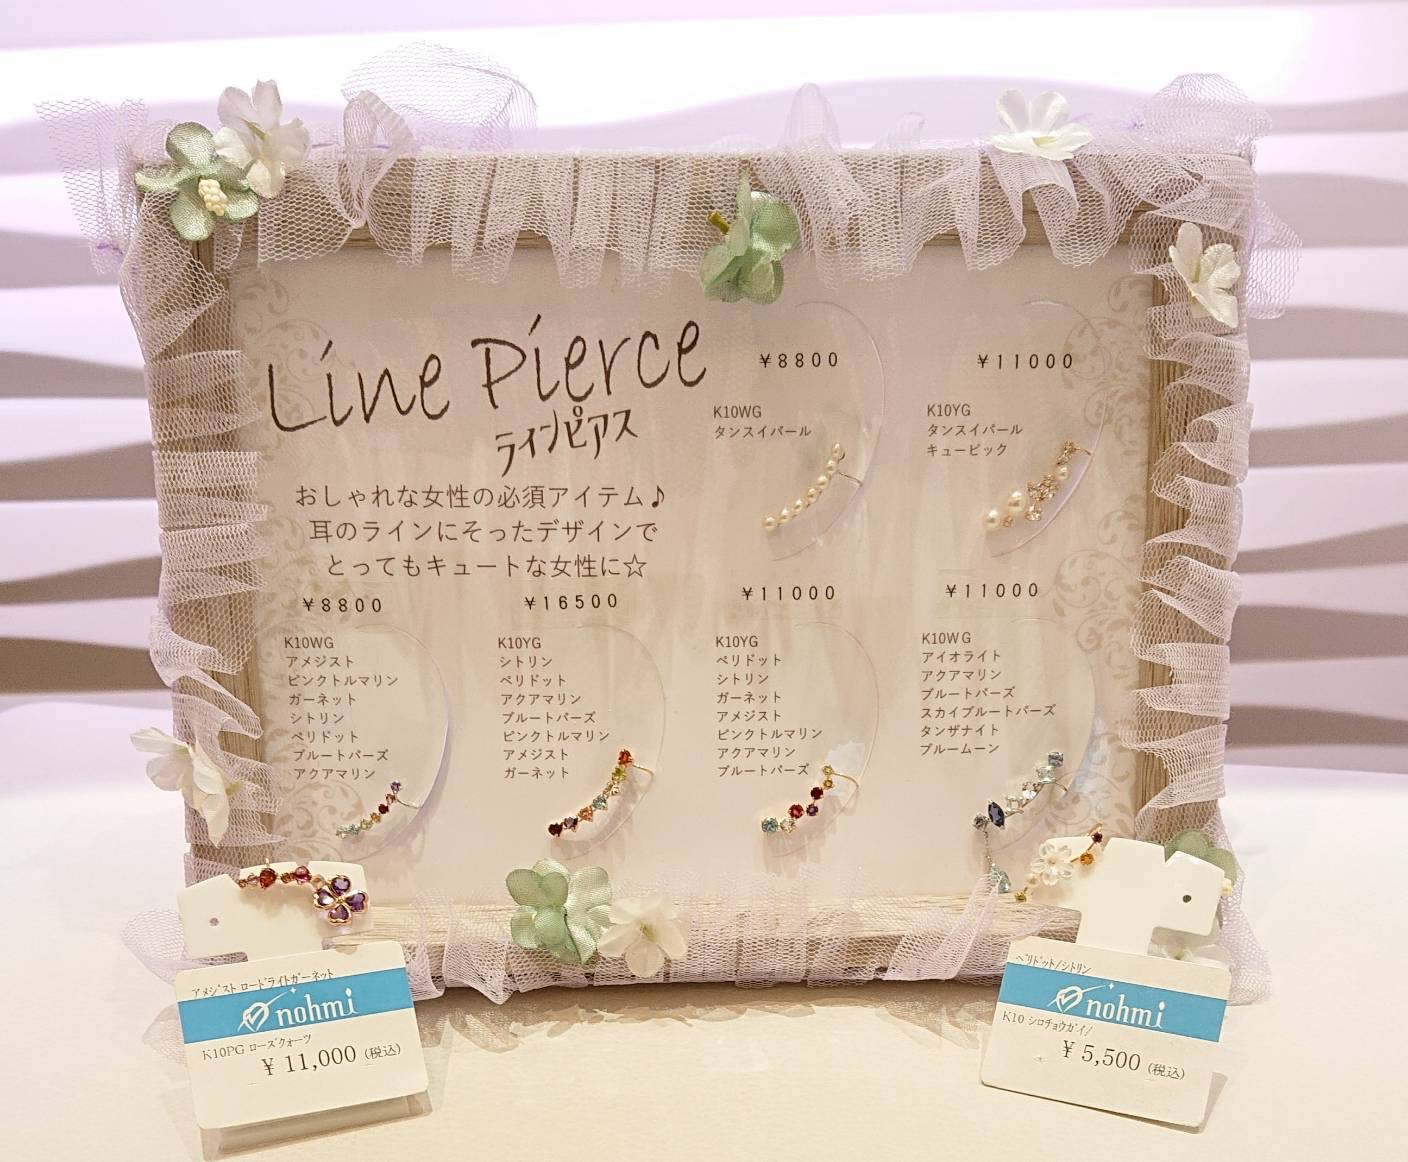 Line Pierce
ラインピアス
おしゃれな女性の必須アイテム♪
耳のラインにそったデザインで
とってもキュートな女性に☆
￥8800
K10WG
タンスイパール
￥11000
K10YG
タンスイパール
キュービック
￥8800
K10WG
アメジスト
ピンクトルマリン
ガーネット
シトリン
ペリドット
ブルートパーズ
アクアマリン
￥16500
K10YG
シトリン
ペリドット
アクアマリン
ブルートパーズ
ピンクトルマリン
アメジスト
ガーネット
￥11000
K10YG
ペリドット
シトリン
ガーネット
アメジスト
ピンクトルマリン
アクアマリン
ブルートパーズ
￥11000
K10WG
アイオライト
アクアマリン
ブルートパーズ
スカイブルートパーズ
タンザナイト
ブルームーン
アメジスト ロードライトガーネット
nohmi
K10PG ローズクォーツ
￥11,000 (税込)
ペリドット/シトリン
nohmi
K10 シロチョウガイ/
￥5,500 (税込)